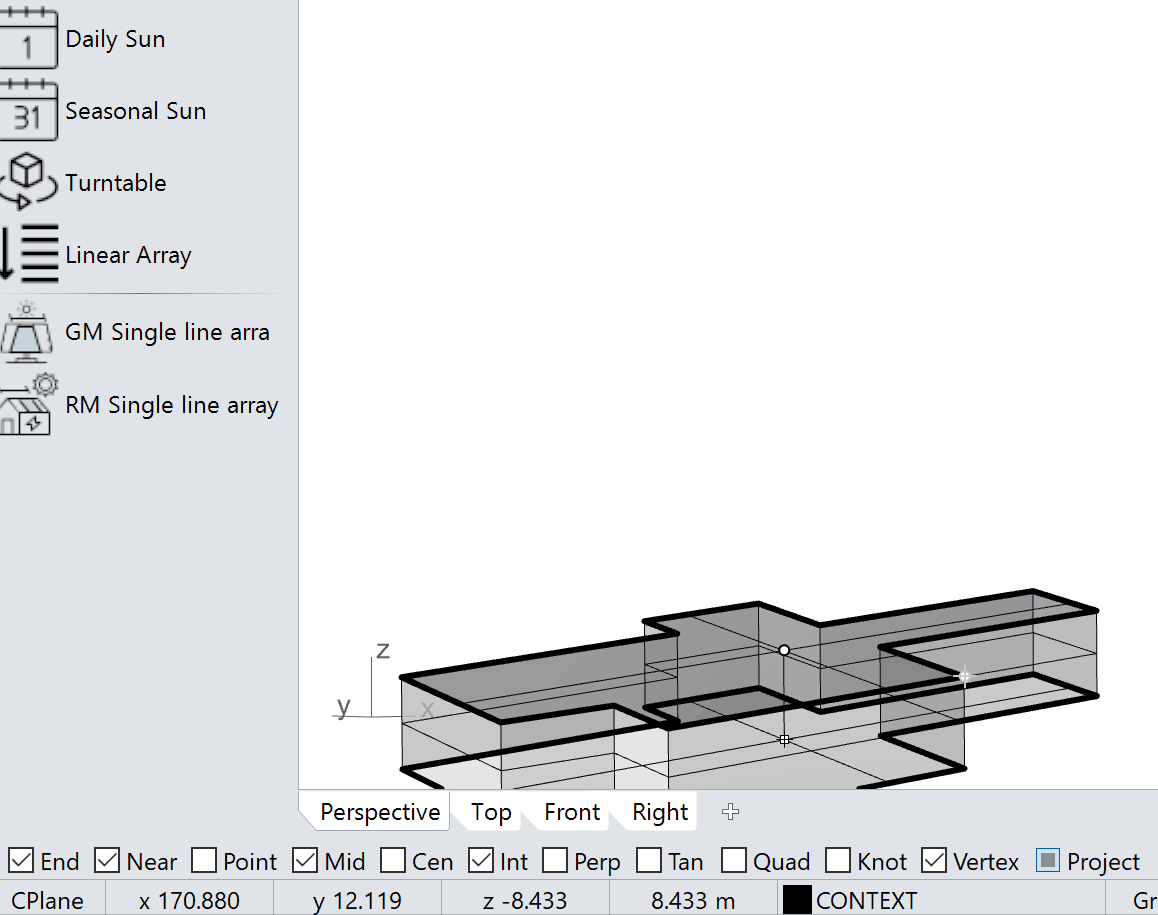 1 Daily Sun
31 Seasonal Sun
Turntable
Linear Array
GM Single line arra
RM Single line array
z
y x
Perspective Top Front Right
End Near Point Mid Cen Int Perp Tan Quad Knot Vertex Project
CPlane x 170.880 y 12.119 z -8.433 8.433 m CONTEXT Gr